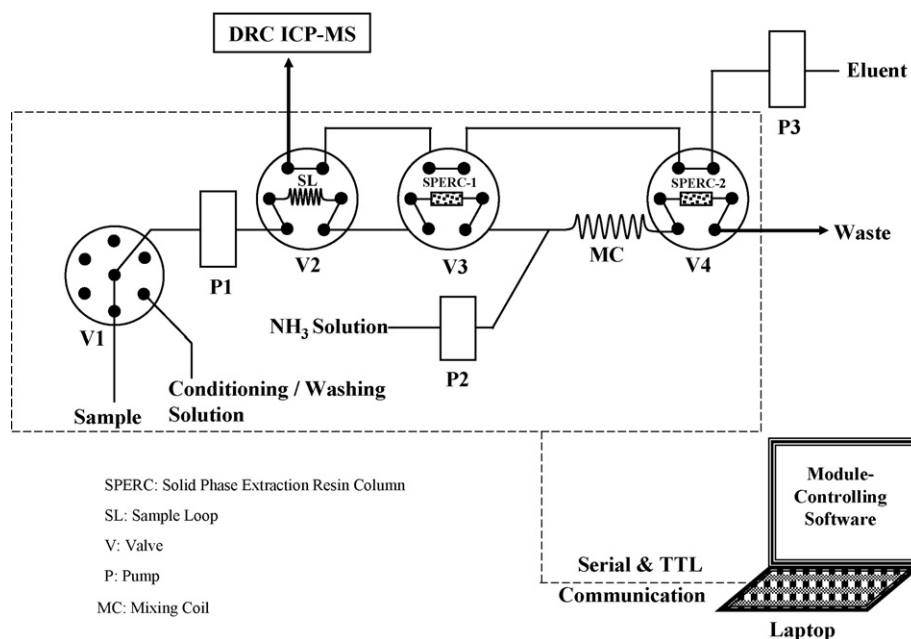 DRC ICP-MS
Eluent
P3
SL
SPERC-1
SPERC-2
Waste
P1
V2
V3
MC
V4
V1
NH₃ Solution
P2
Conditioning / Washing
Solution
Sample
SPERC: Solid Phase Extraction Resin Column
SL: Sample Loop
V: Valve
P: Pump
MC: Mixing Coil
Module-
Controlling
Software
Serial & TTL
Communication
Laptop